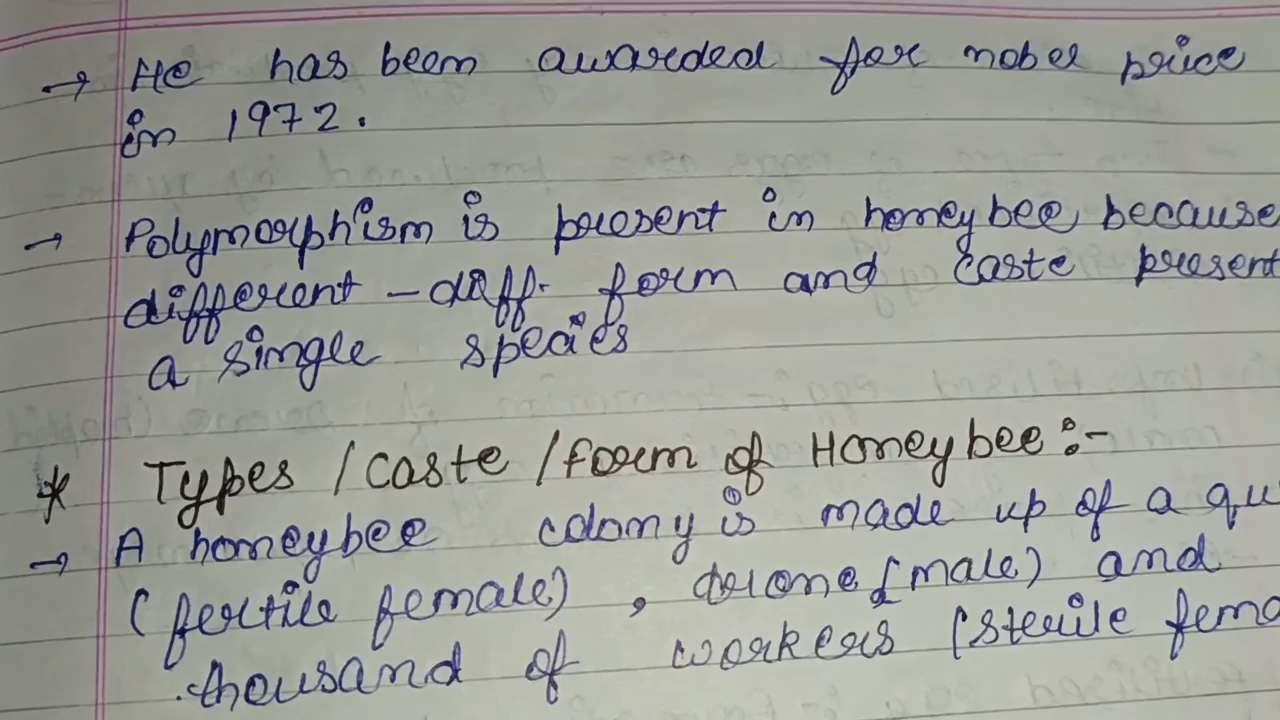 → He has been awarded for nobel price
in 1972.
→ Polymorphism is present in honeybee, because
different - diff. form and caste present
a single species
* Types / Caste / form of Honeybee :-
→ A honeybee colony is made up of a qu
(fertile female) , drone (male) and
thousand of workers (sterile fema